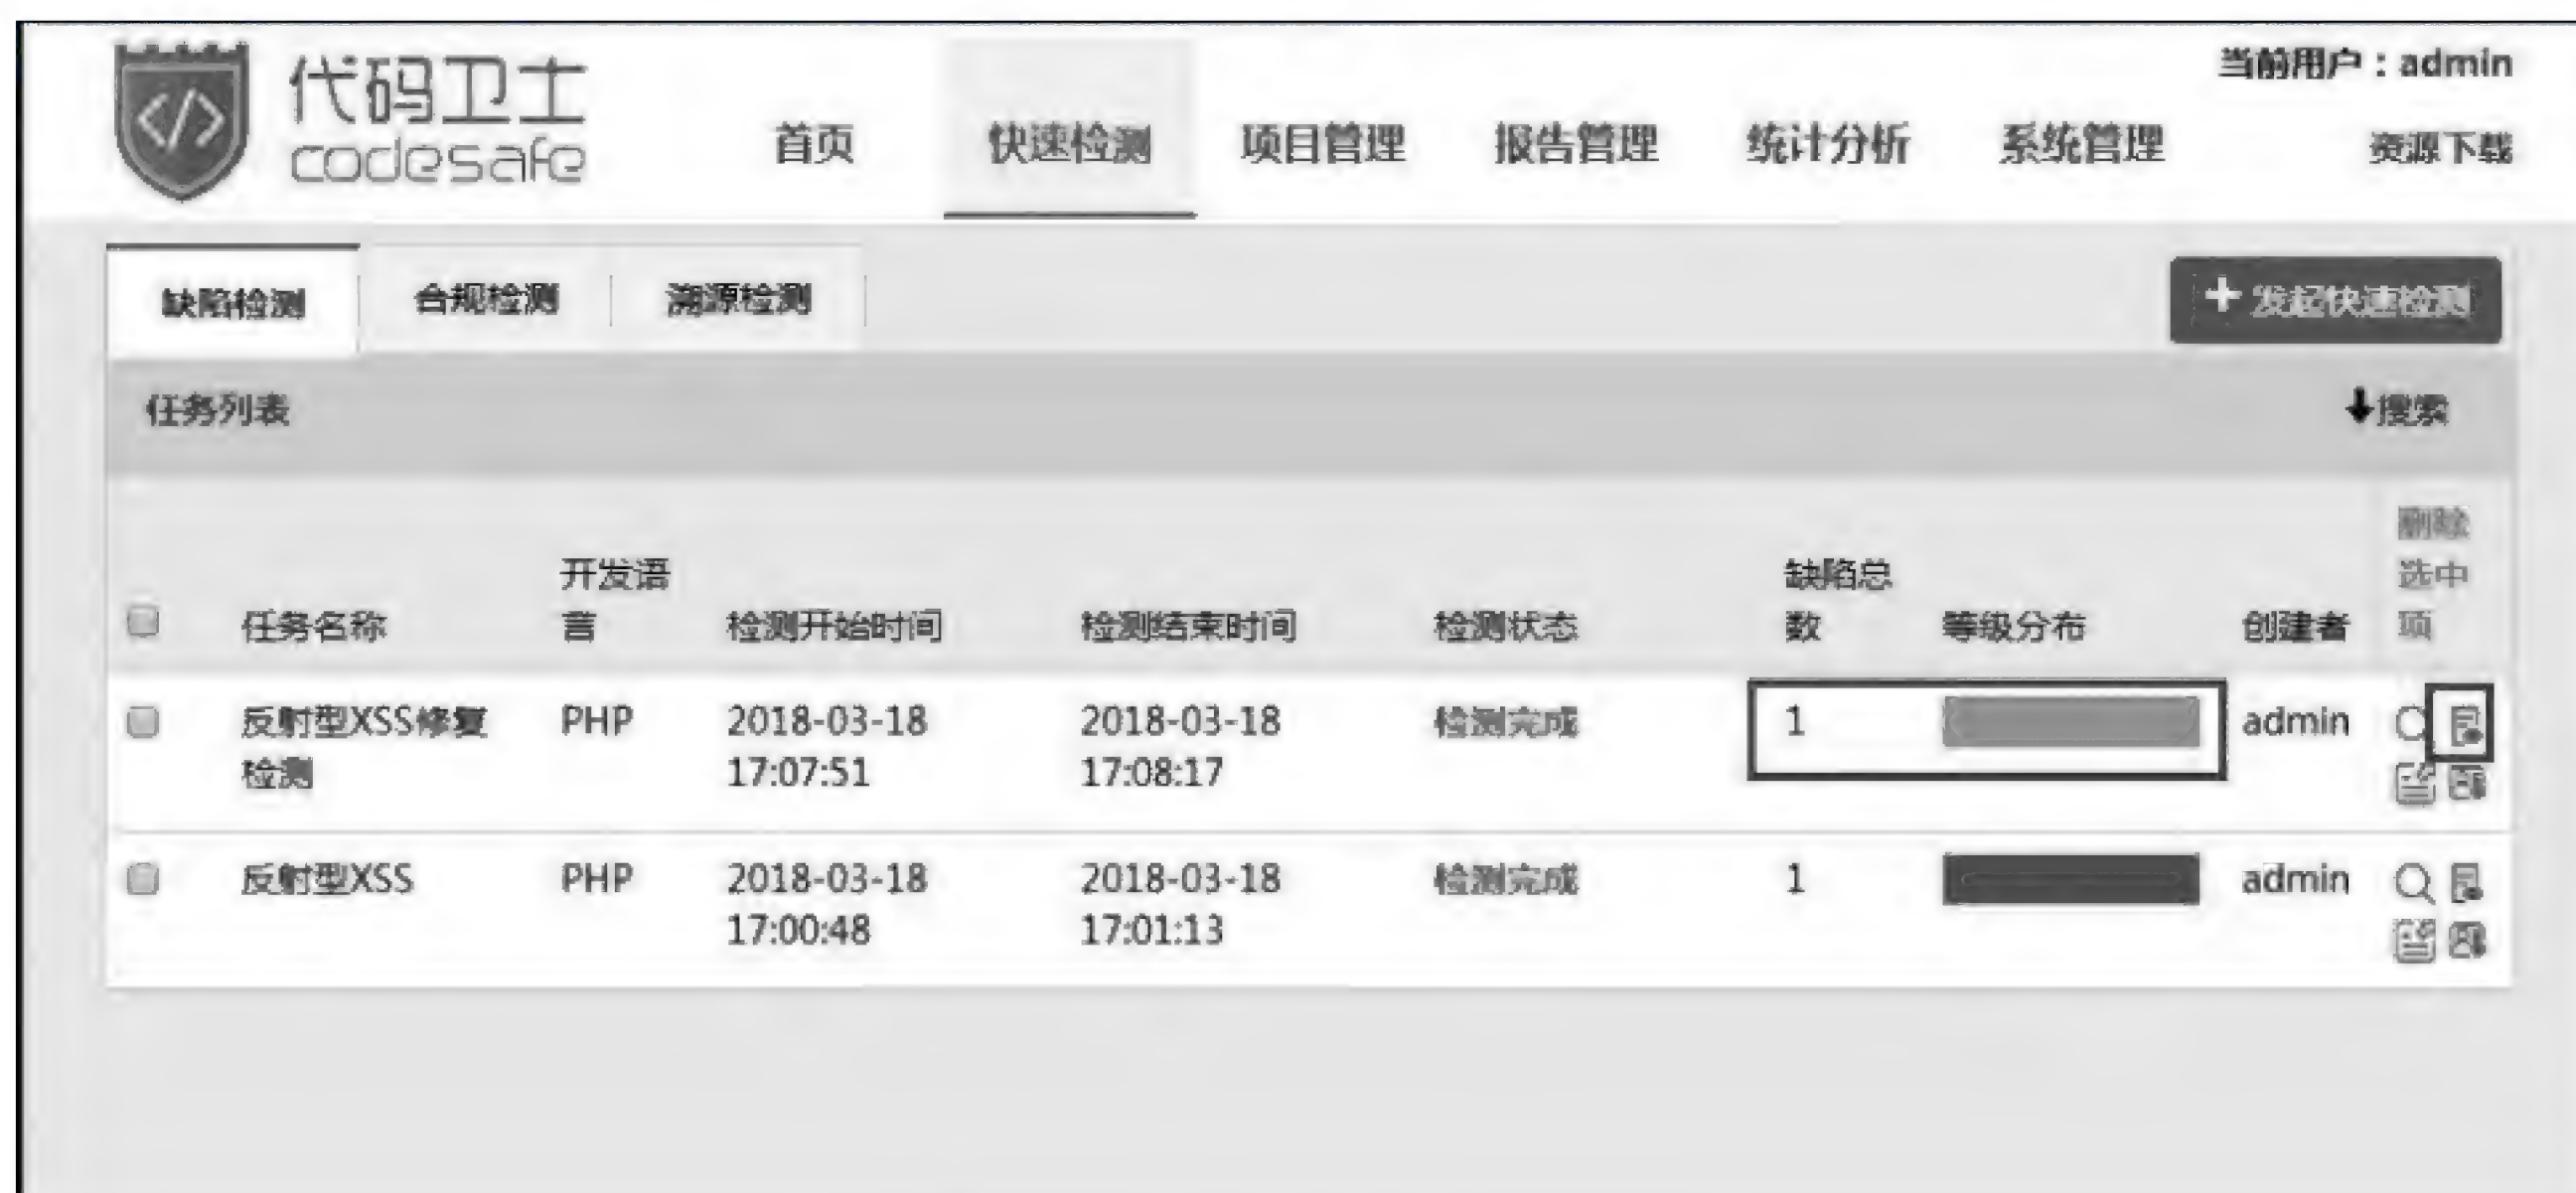 代码卫士
codesafe
当前用户：admin
首页 快速检测 项目管理 报告管理 统计分析 系统管理 资源下载
缺陷检测 合规检测 溯源检测 发起快速检测
任务列表 搜索
任务名称 开发语言 检测开始时间 检测结束时间 检测状态 缺陷总数 等级分布 创建者 删除选中项
反射型XSS修复 PHP 2018-03-18 2018-03-18 检测完成 1 admin
检测 17:07:51 17:08:17
反射型XSS PHP 2018-03-18 2018-03-18 检测完成 1 admin
17:00:48 17:01:13